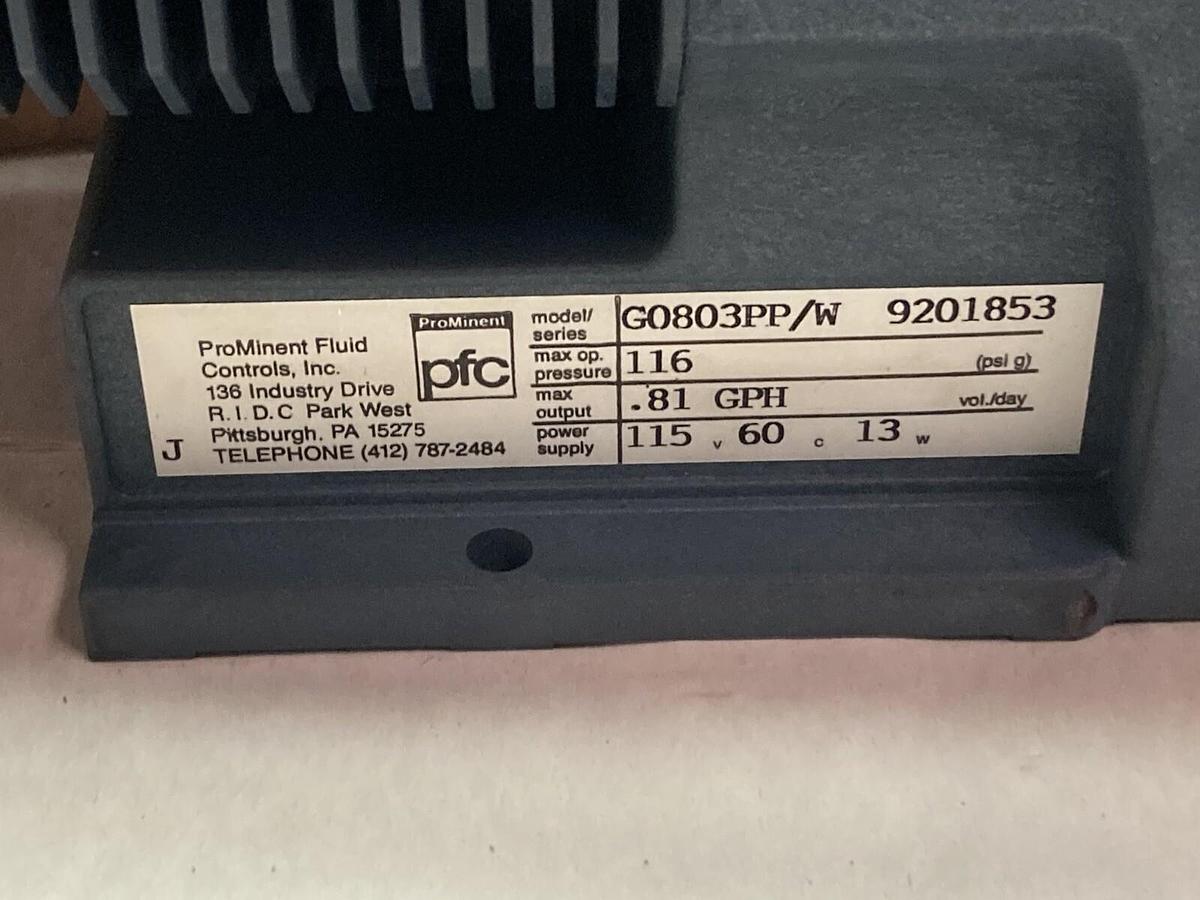 ProMinent Fluid
Controls, Inc.
136 Industry Drive
R.I.D.C Park West
Pittsburgh, PA 15275
J TELEPHONE (412) 787-2484
ProMinent
pfc
model/ series G0803PP/W 9201853
max op. pressure 116 (psi g)
max output .81 GPH vol./day
power supply 115 v 60 c 13 w